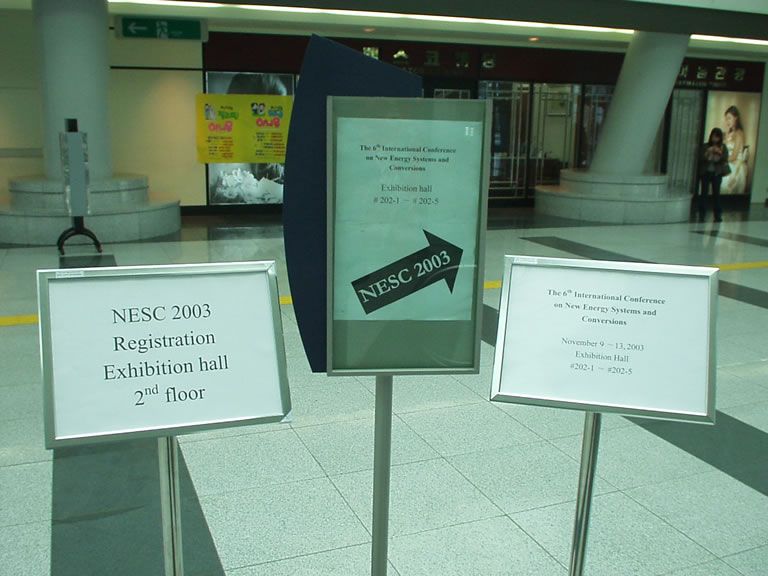 NESC 2003
Registration
Exhibition hall
2nd floor
The 6th International Conference
on New Energy Systems and
Conversions
Exhibition hall
# 202-1 ~ # 202-5
NESC 2003
The 6th International Conference
on New Energy Systems and
Conversions
November 9 ~ 13, 2003
Exhibition Hall
#202-1 ~ #202-5